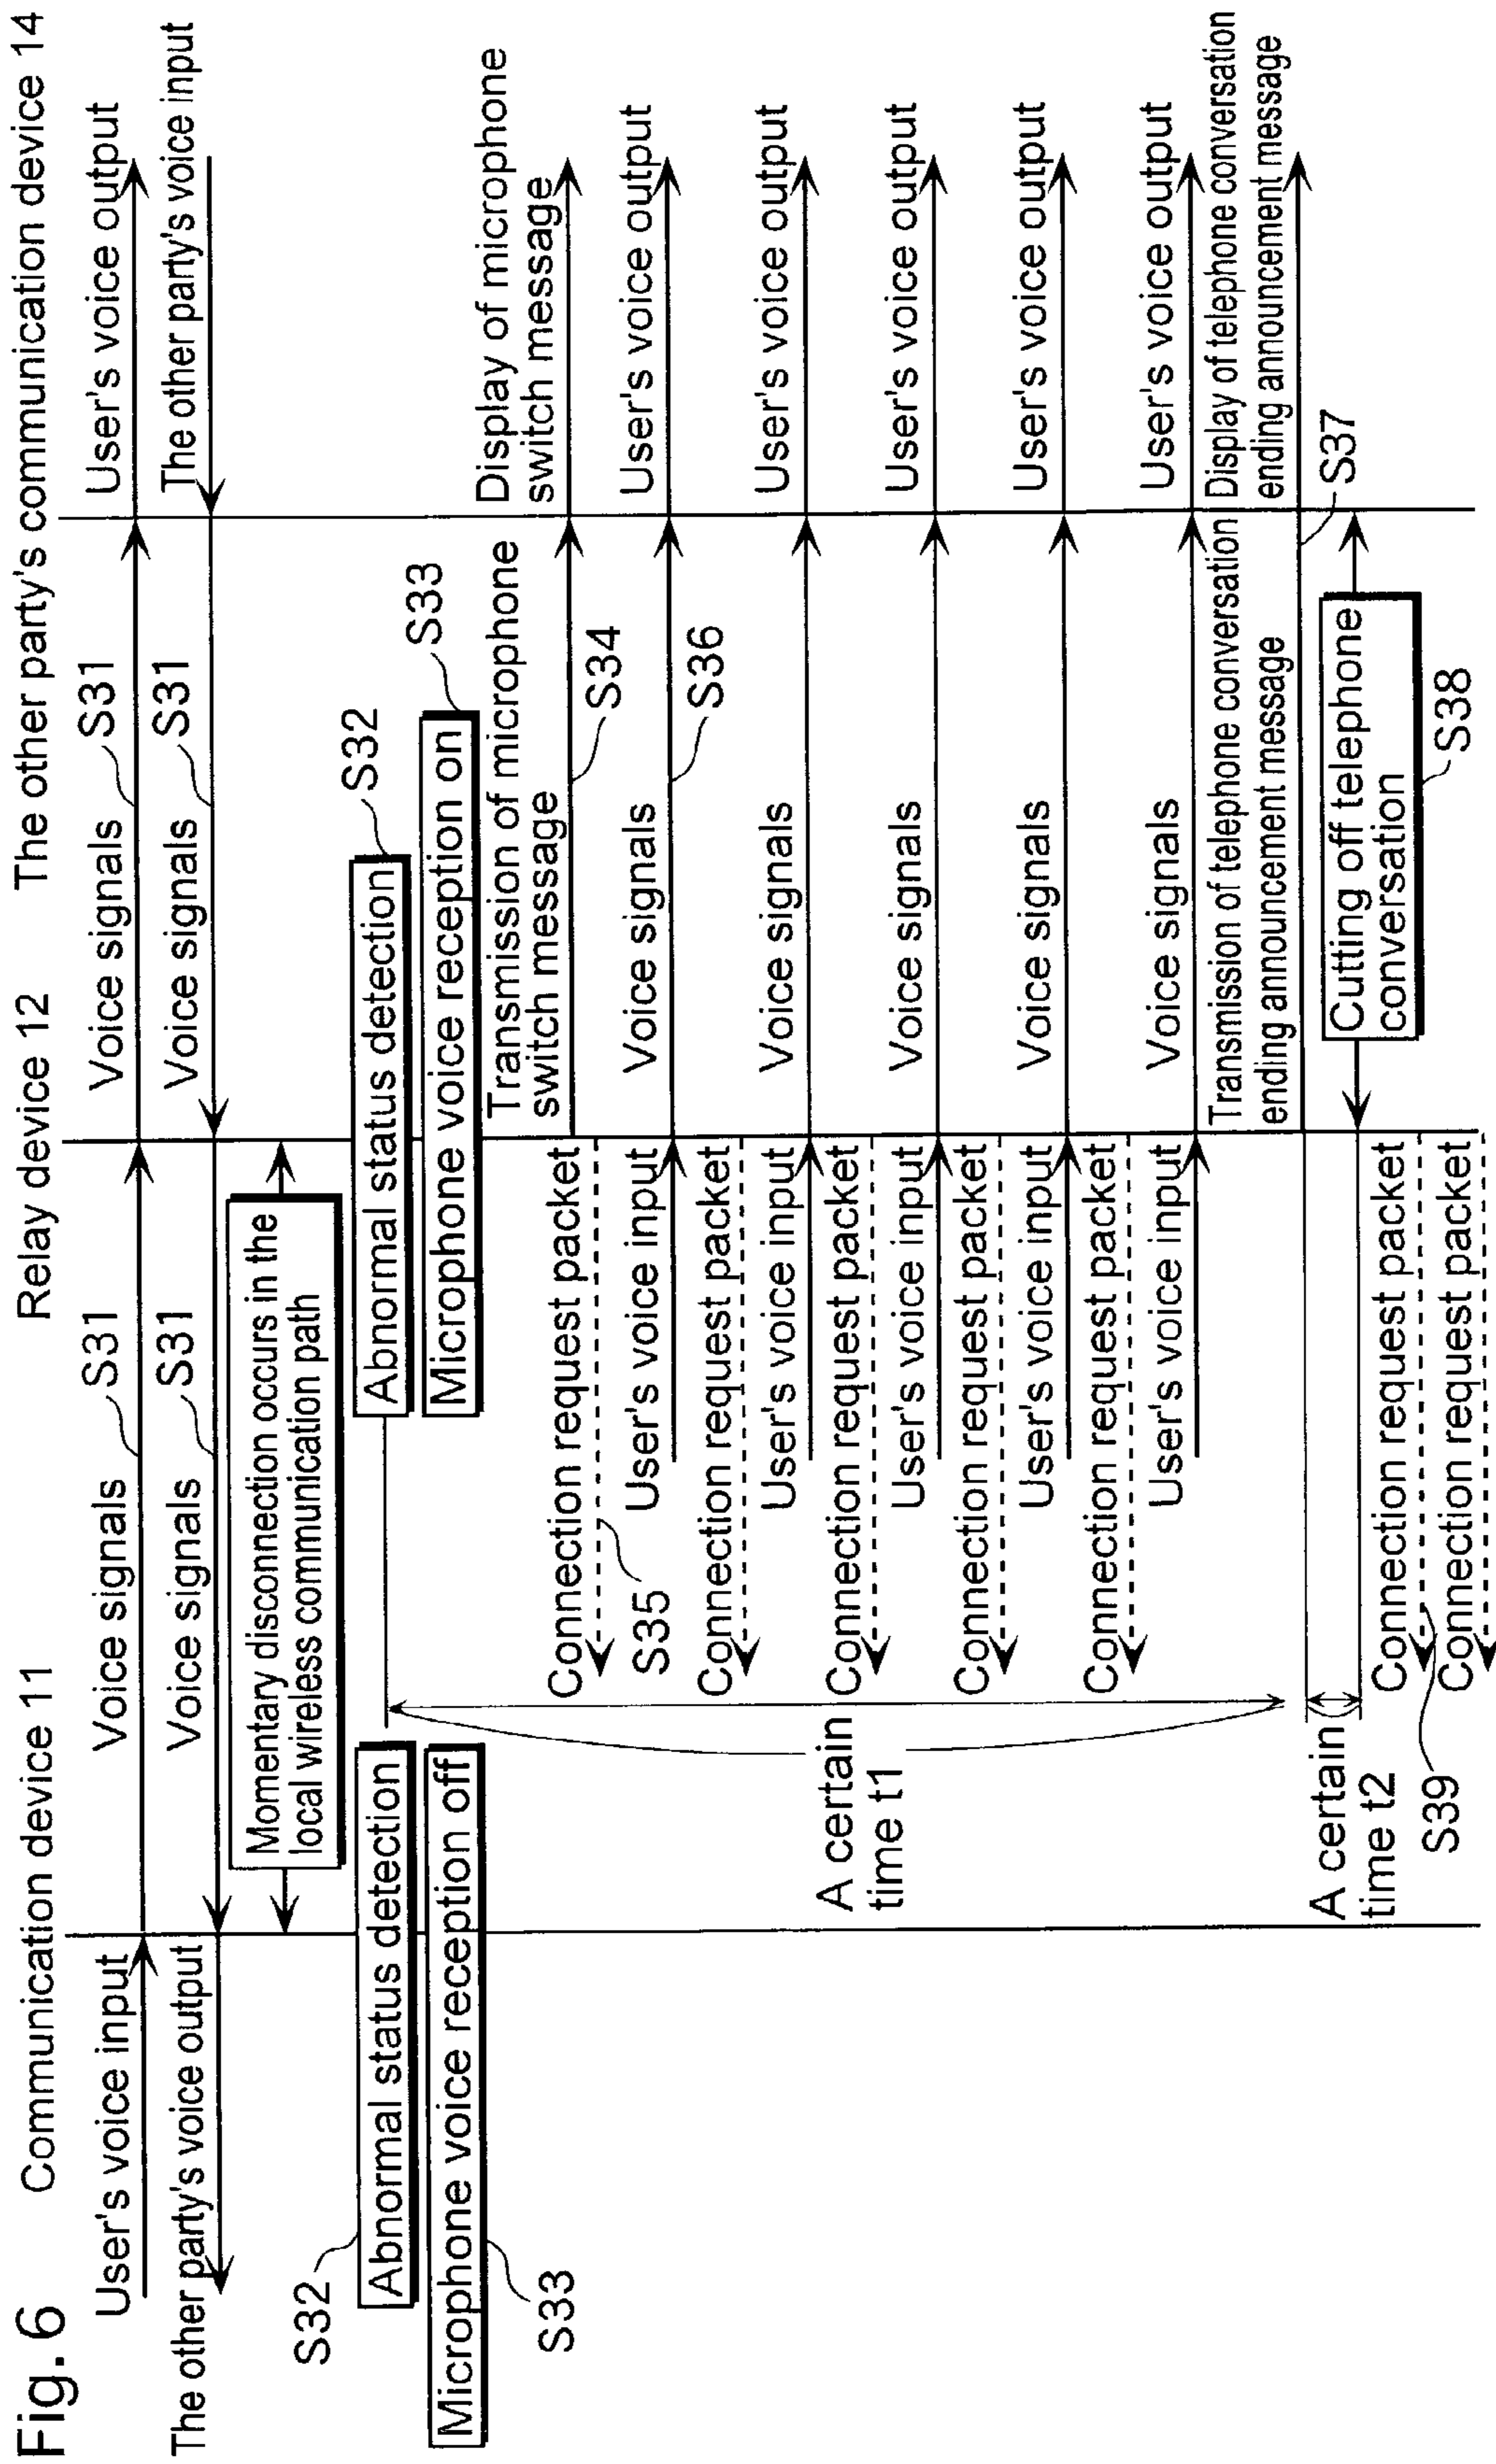 Fig. 6
Communication device 11
Relay device 12
The other party's communication device 14
User's voice input
Voice signals
S31
Voice signals
S31
User's voice output
The other party's voice output
Voice signals
S31
Voice signals
S31
The other party's voice input
Momentary disconnection occurs in the
local wireless communication path
S32
Abnormal status detection
Abnormal status detection
S32
Microphone voice reception off
S33
Microphone voice reception on
S33
Transmission of microphone
switch message
S34
Display of microphone
switch message
Connection request packet
S35
User's voice input
Voice signals
S36
User's voice output
Connection request packet
User's voice input
Voice signals
User's voice output
Connection request packet
User's voice input
Voice signals
User's voice output
Connection request packet
User's voice input
Voice signals
User's voice output
Connection request packet
User's voice input
Voice signals
User's voice output
A certain
time t1
Transmission of telephone conversation
ending announcement message
Display of telephone conversation
ending announcement message
S37
A certain
time t2
Cutting off telephone
conversation
S38
Connection request packet
S39
Connection request packet